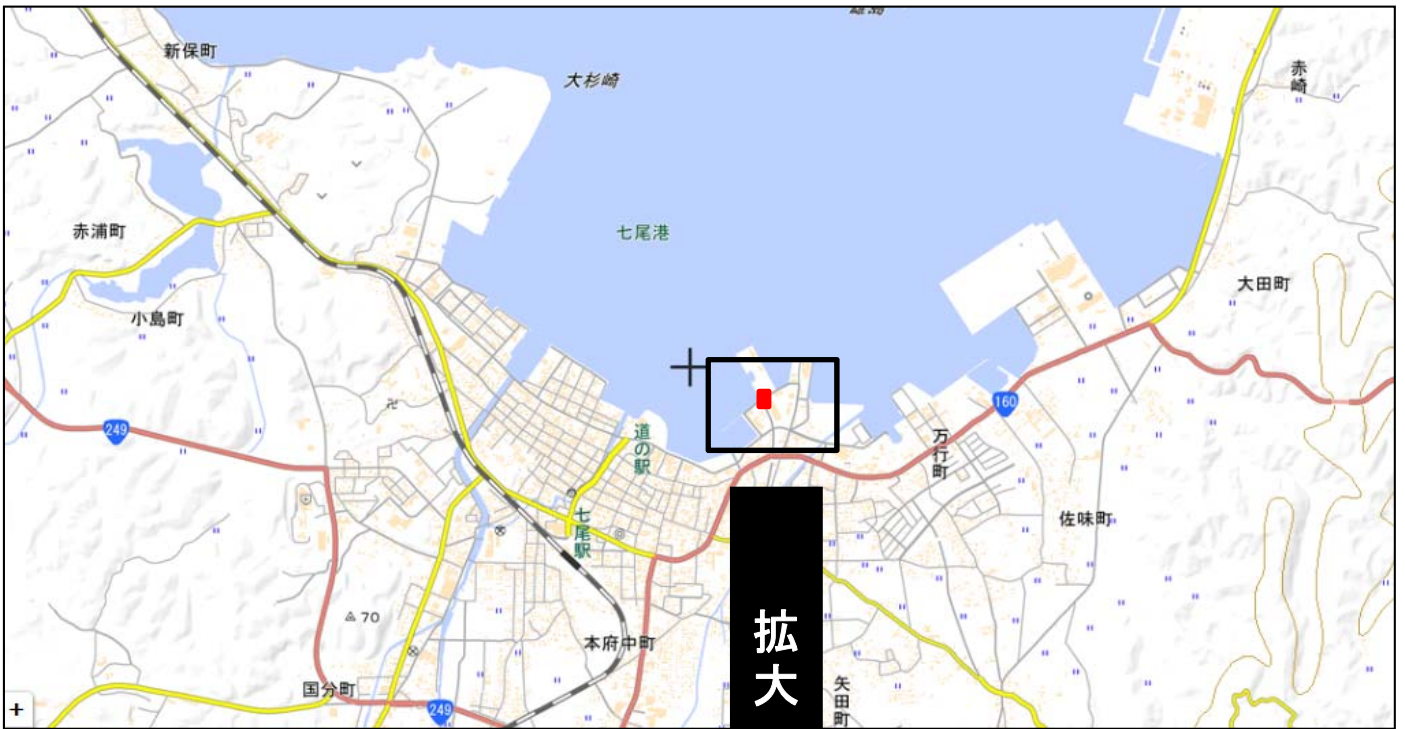 雄島
新保町
大杉崎
赤崎
赤浦町
七尾港
大田町
小島町
160
249
道の駅
万行町
佐味町
七尾駅
拡大
70
本府中町
国分町
矢田町
249